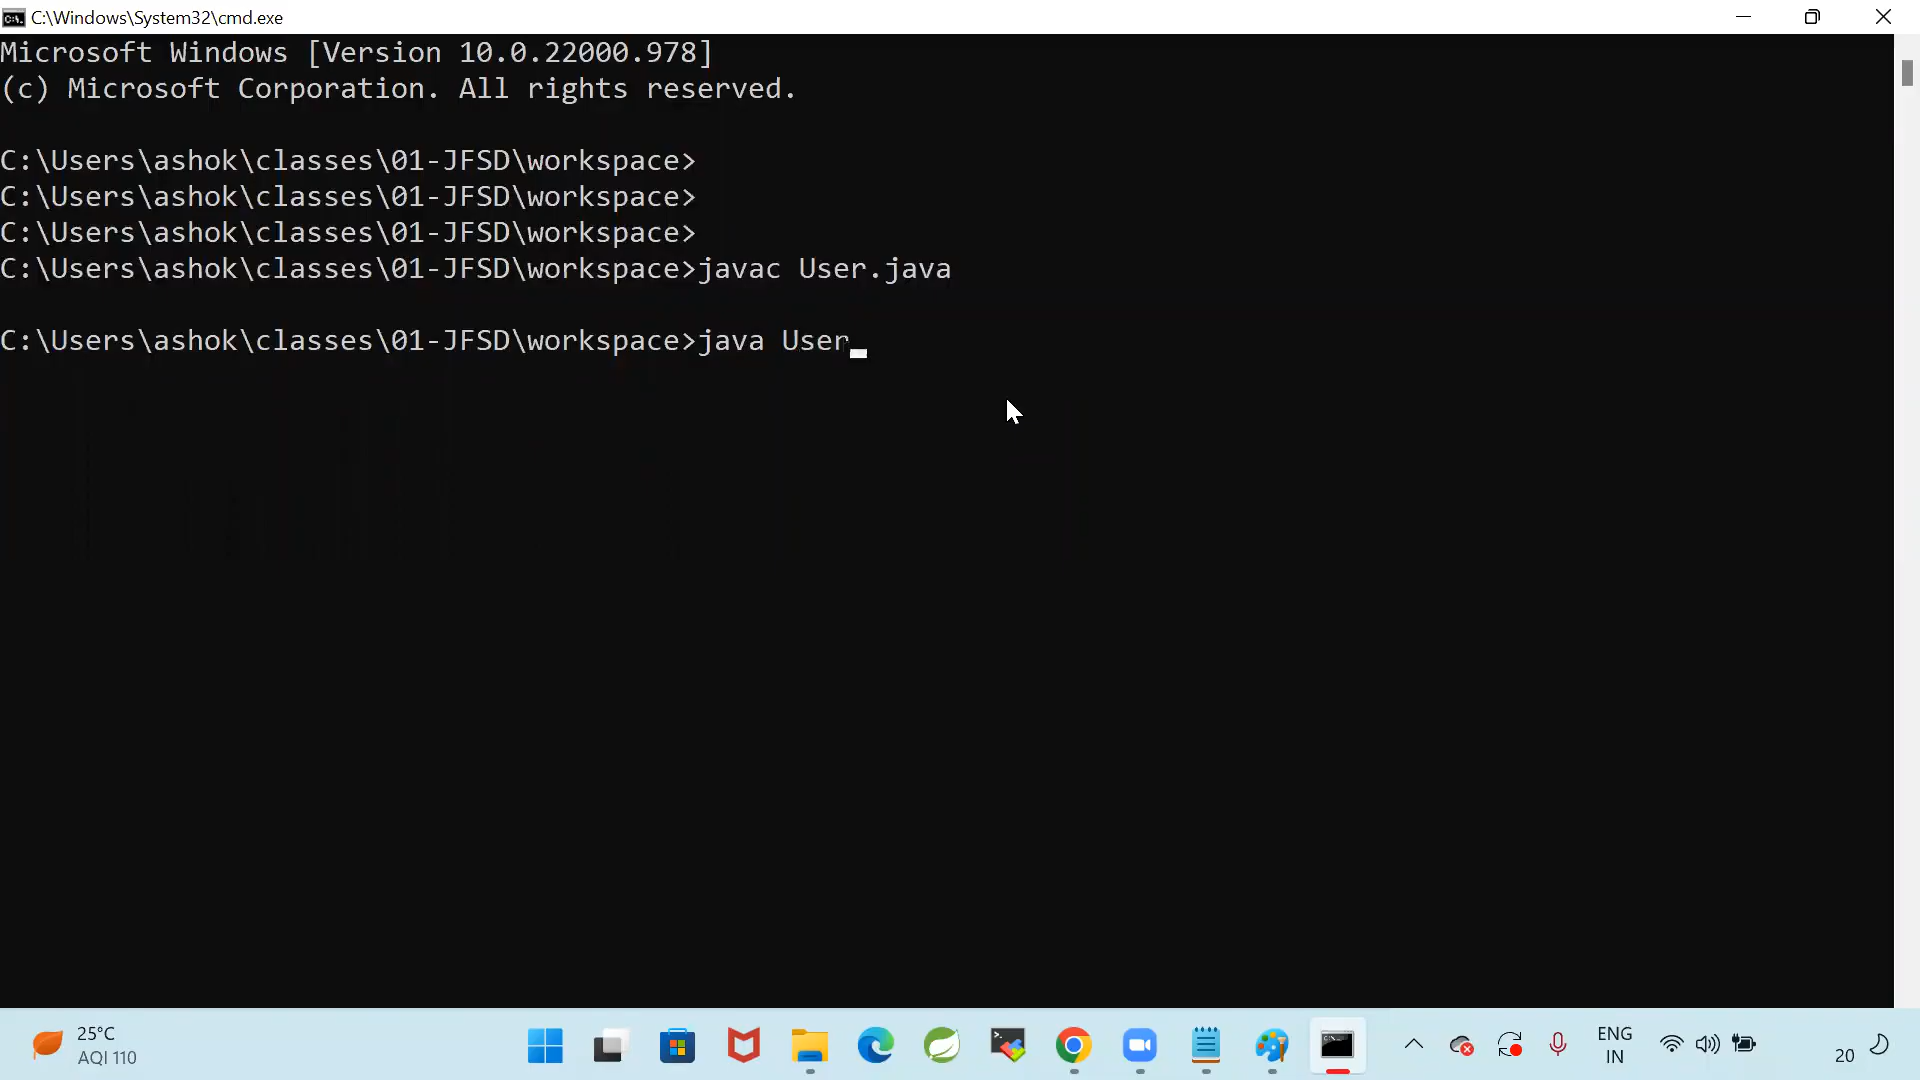 C:\Windows\System32\cmd.exe
Microsoft Windows [Version 10.0.22000.978]
(c) Microsoft Corporation. All rights reserved.
C:\Users\ashok\classes\01-JFSD\workspace>
C:\Users\ashok\classes\01-JFSD\workspace>
C:\Users\ashok\classes\01-JFSD\workspace>
C:\Users\ashok\classes\01-JFSD\workspace>javac User.java
C:\Users\ashok\classes\01-JFSD\workspace>java User
25°C
AQI 110
ENG
IN
20